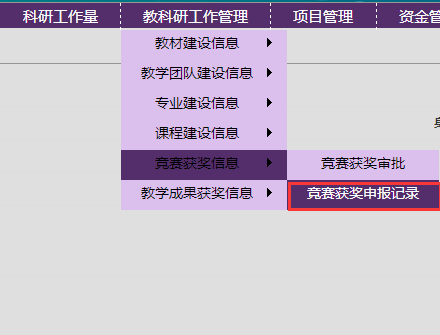 科研工作量 教科研工作管理 项目管理 资金管
教材建设信息
教学团队建设信息
专业建设信息
课程建设信息
竞赛获奖信息 竞赛获奖审批
教学成果获奖信息 竞赛获奖申报记录